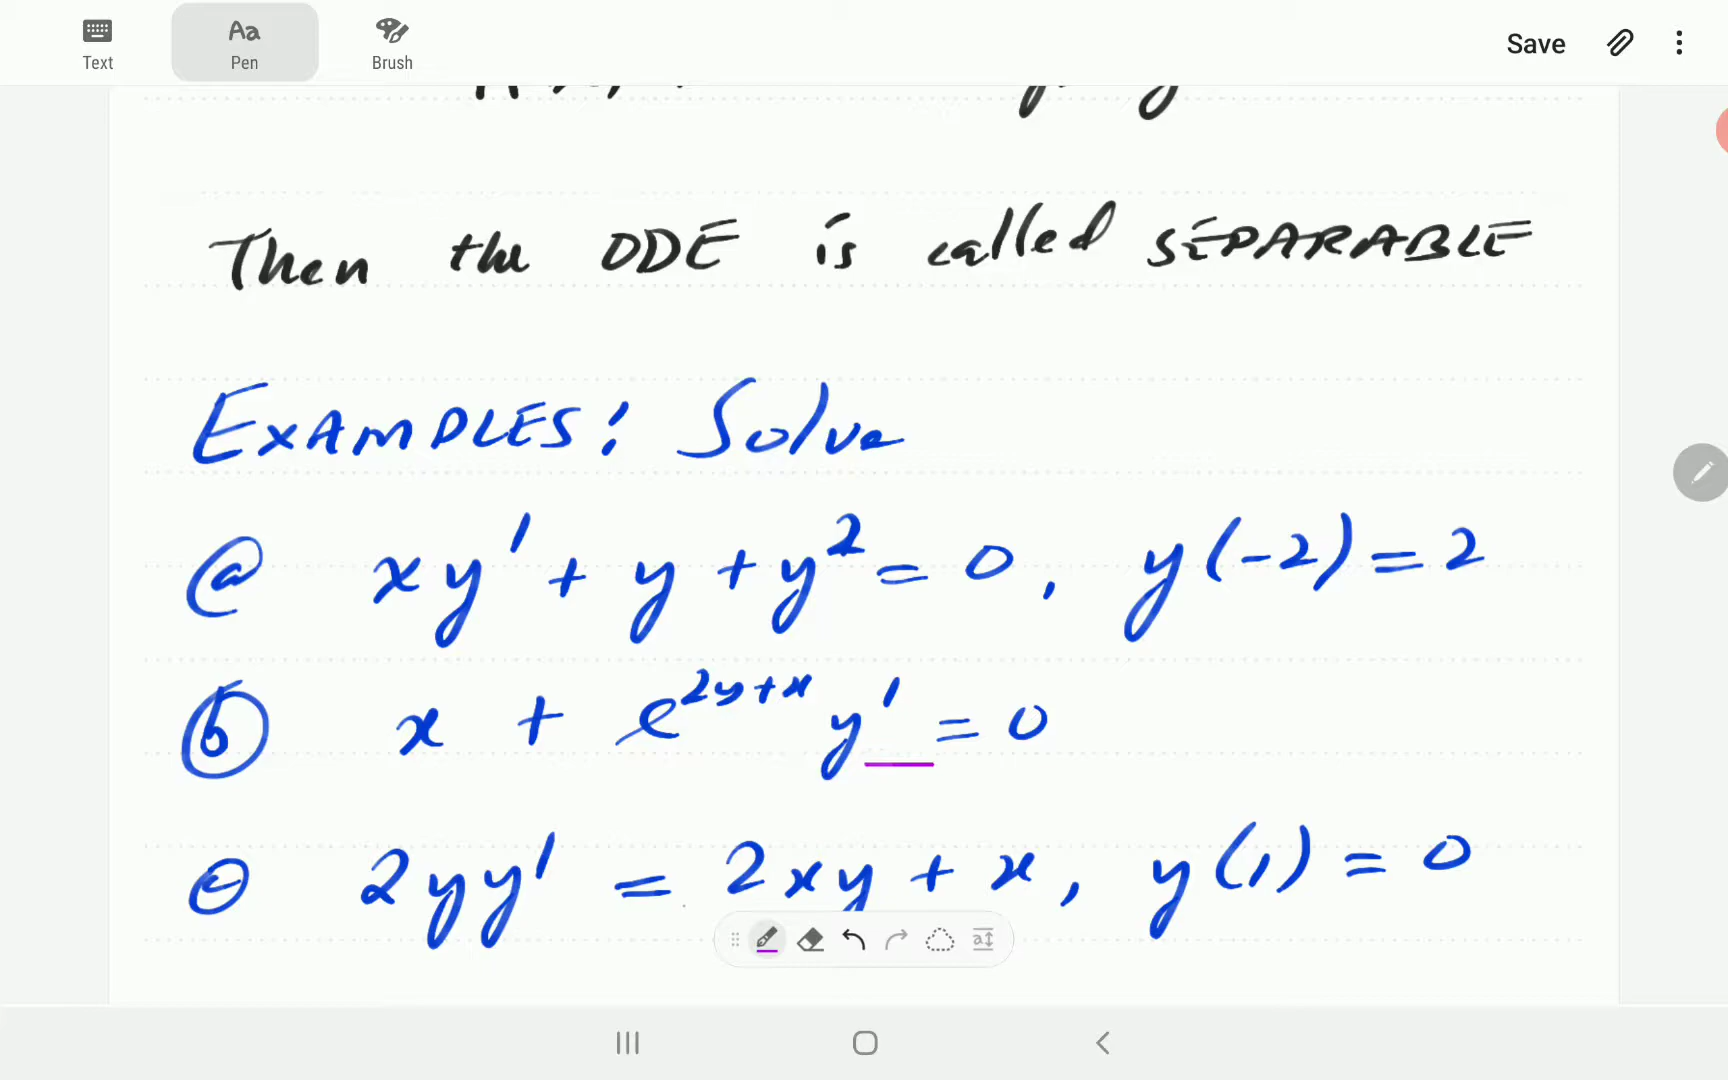 Text Aa Pen Brush Save
Then the ODE is called SEPARABLE
EXAMPLES: Solve
ⓐ xy' + y + y² = 0, y(-2) = 2
ⓑ x + e^{2y+x} y' = 0
ⓒ 2yy' = 2xy + x, y(1) = 0